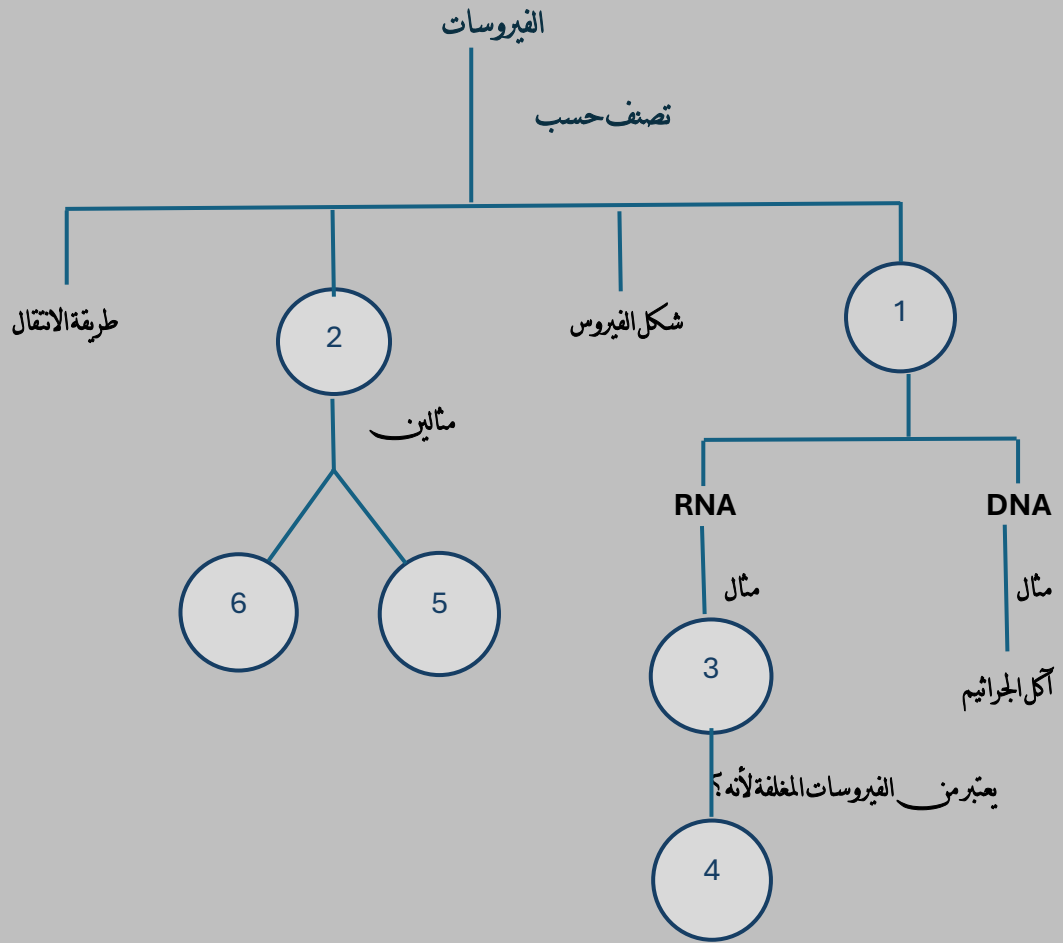 الفيروسات
تصنف حسب
1
شكل الفيروس
2
طريقة الانتقال
مثالين
DNA
RNA
مثال
مثال
5
6
3
آكل الجراثيم
يعتبر من الفيروسات المغلفة لأنه؟
4